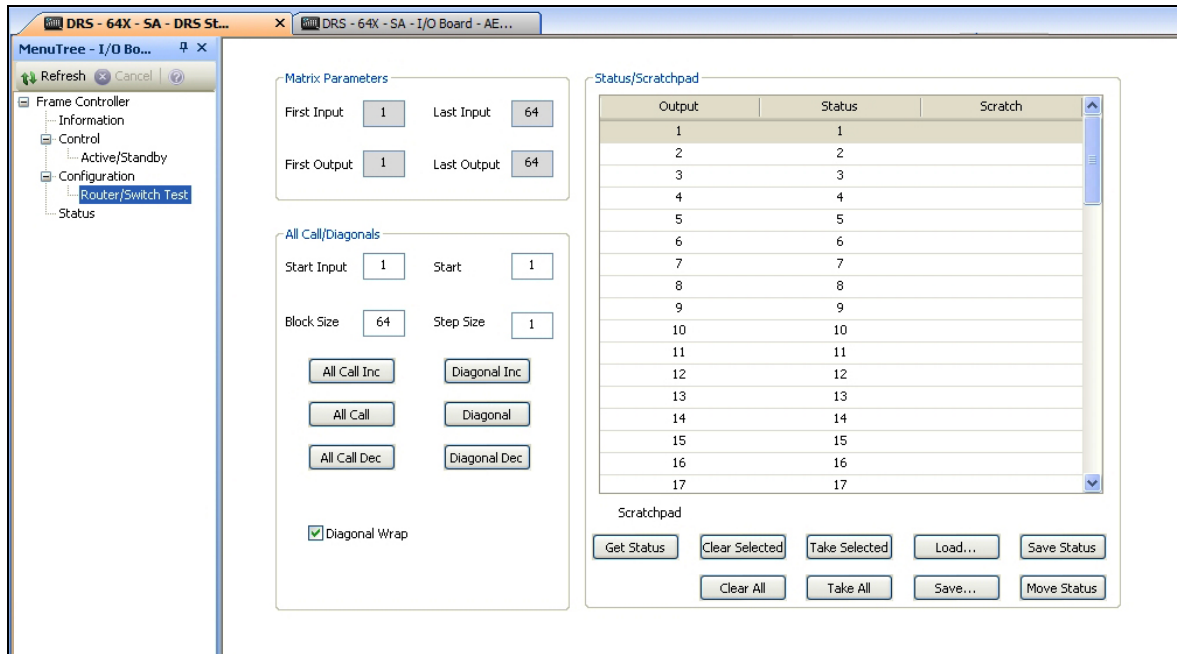 DRS - 64X - SA - DRS St...
DRS - 64X - SA - I/O Board - AE...
MenuTree - I/O Bo...
Refresh Cancel
Frame Controller
Information
Control
Active/Standby
Configuration
Router/Switch Test
Status
Matrix Parameters
First Input 1 Last Input 64
First Output 1 Last Output 64
All Call/Diagonals
Start Input 1 Start 1
Block Size 64 Step Size 1
All Call Inc Diagonal Inc
All Call Diagonal
All Call Dec Diagonal Dec
Diagonal Wrap
Status/Scratchpad
Output Status Scratch
1 1
2 2
3 3
4 4
5 5
6 6
7 7
8 8
9 9
10 10
11 11
12 12
13 13
14 14
15 15
16 16
17 17
Scratchpad
Get Status Clear Selected Take Selected Load... Save Status
Clear All Take All Save... Move Status